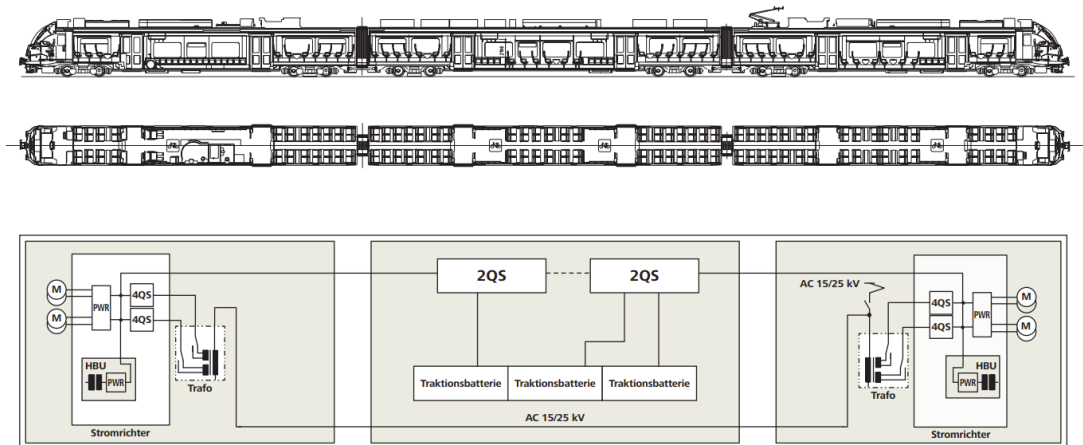 2QS
2QS
AC 15/25 kV
M
M
PWR
4QS
4QS
4QS
4QS
PWR
M
M
HBU
PWR
Trafo
Traktionsbatterie
Traktionsbatterie
Traktionsbatterie
Trafo
HBU
PWR
AC 15/25 kV
Stromrichter
Stromrichter